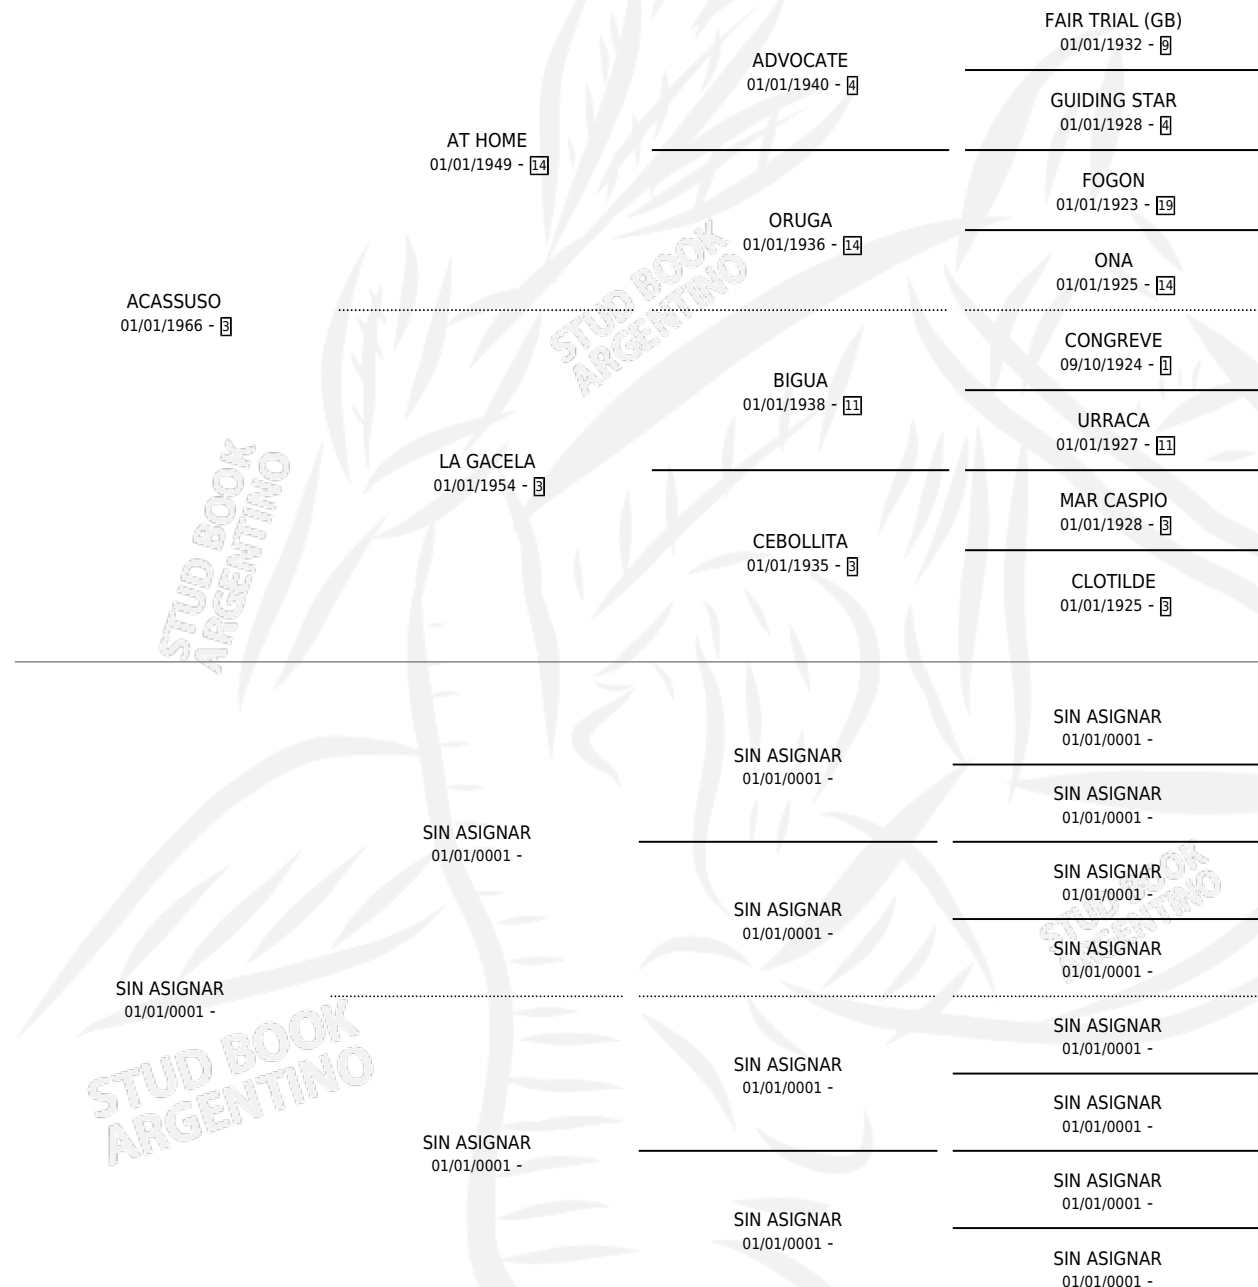 FAIR TRIAL (GB)
01/01/1932 - 9
ADVOCATE
01/01/1940 - 4
GUIDING STAR
01/01/1928 - 4
AT HOME
01/01/1949 - 14
FOGON
01/01/1923 - 19
ORUGA
01/01/1936 - 14
ONA
01/01/1925 - 14
ACASSUSO
01/01/1966 - 3
CONGREVE
09/10/1924 - 1
BIGUA
01/01/1938 - 11
URRACA
01/01/1927 - 11
LA GACELA
01/01/1954 - 3
MAR CASPIO
01/01/1928 - 3
CEBOLLITA
01/01/1935 - 3
CLOTILDE
01/01/1925 - 3
STUD BOOK
ARGENTINO
STUD BOOK
ARGENTINO
SIN ASIGNAR
01/01/0001 -
SIN ASIGNAR
01/01/0001 -
SIN ASIGNAR
01/01/0001 -
SIN ASIGNAR
01/01/0001 -
SIN ASIGNAR
01/01/0001 -
SIN ASIGNAR
01/01/0001 -
SIN ASIGNAR
01/01/0001 -
SIN ASIGNAR
01/01/0001 -
SIN ASIGNAR
01/01/0001 -
SIN ASIGNAR
01/01/0001 -
SIN ASIGNAR
01/01/0001 -
SIN ASIGNAR
01/01/0001 -
SIN ASIGNAR
01/01/0001 -
SIN ASIGNAR
01/01/0001 -
SIN ASIGNAR
01/01/0001 -
STUD BOOK
ARGENTINO
STUD BOOK
ARGENTINO